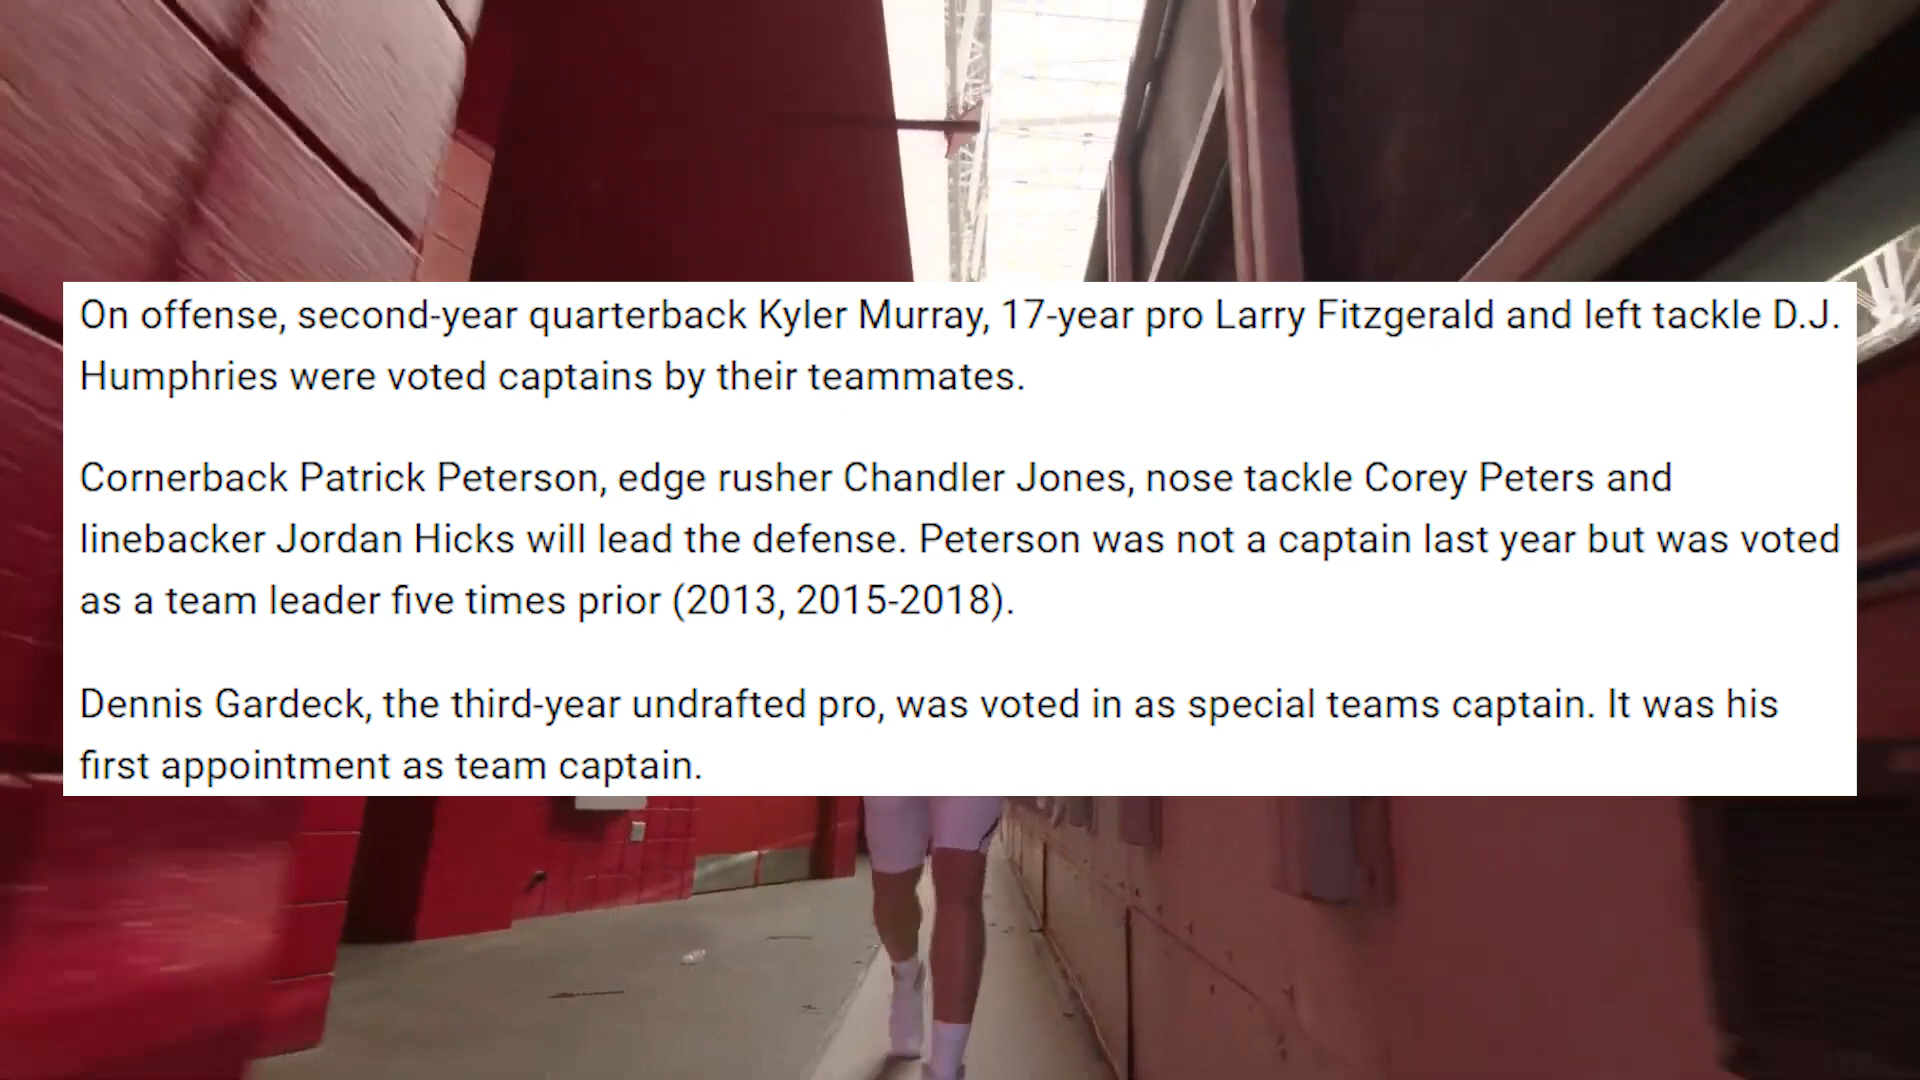 On offense, second-year quarterback Kyler Murray, 17-year pro Larry Fitzgerald and left tackle D.J.
Humphries were voted captains by their teammates.
Cornerback Patrick Peterson, edge rusher Chandler Jones, nose tackle Corey Peters and
linebacker Jordan Hicks will lead the defense. Peterson was not a captain last year but was voted
as a team leader five times prior (2013, 2015-2018).
Dennis Gardeck, the third-year undrafted pro, was voted in as special teams captain. It was his
first appointment as team captain.